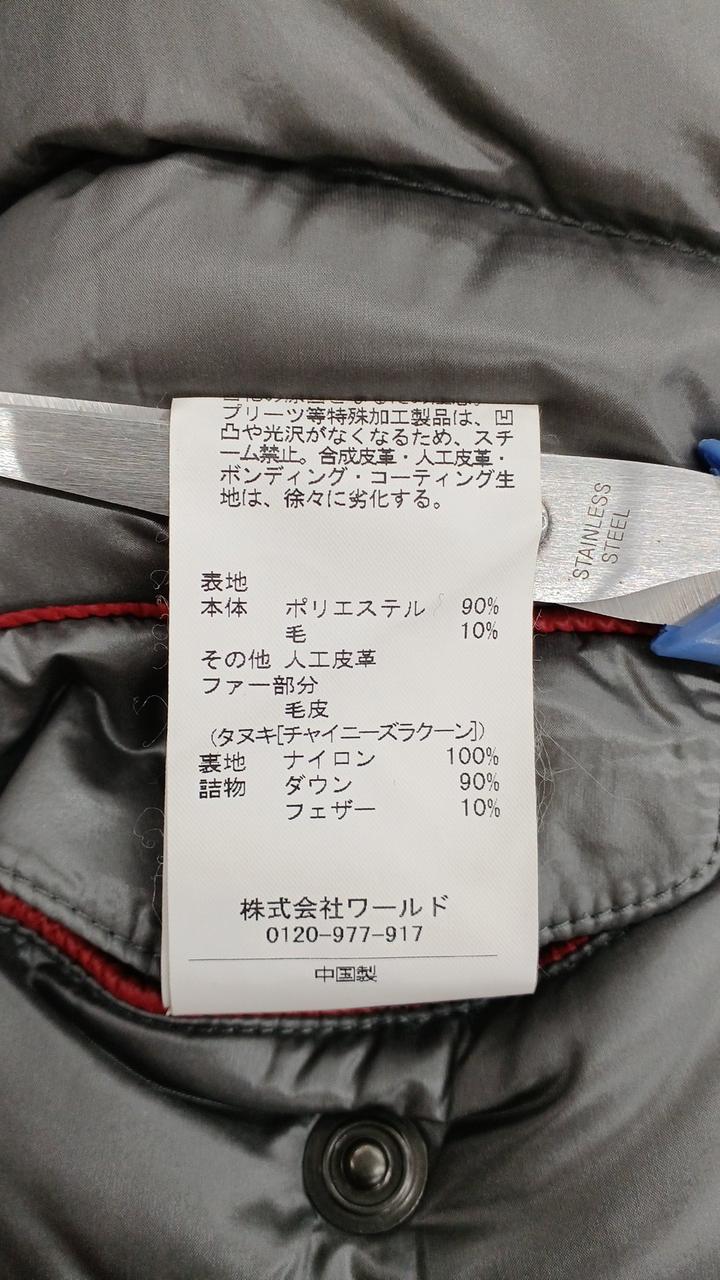 プリーツ等特殊加工製品は、凹
凸や光沢がなくなるため、スチ
ーム禁止。合成皮革・人工皮革・
ボンディング・コーティング生
地は、徐々に劣化する。
表地
本体 ポリエステル 90%
毛 10%
その他 人工皮革
ファー部分
毛皮
(タヌキ[チャイニーズラクーン])
裏地 ナイロン 100%
詰物 ダウン 90%
フェザー 10%
株式会社ワールド
0120-977-917
中国製
STAINLESS
STEEL